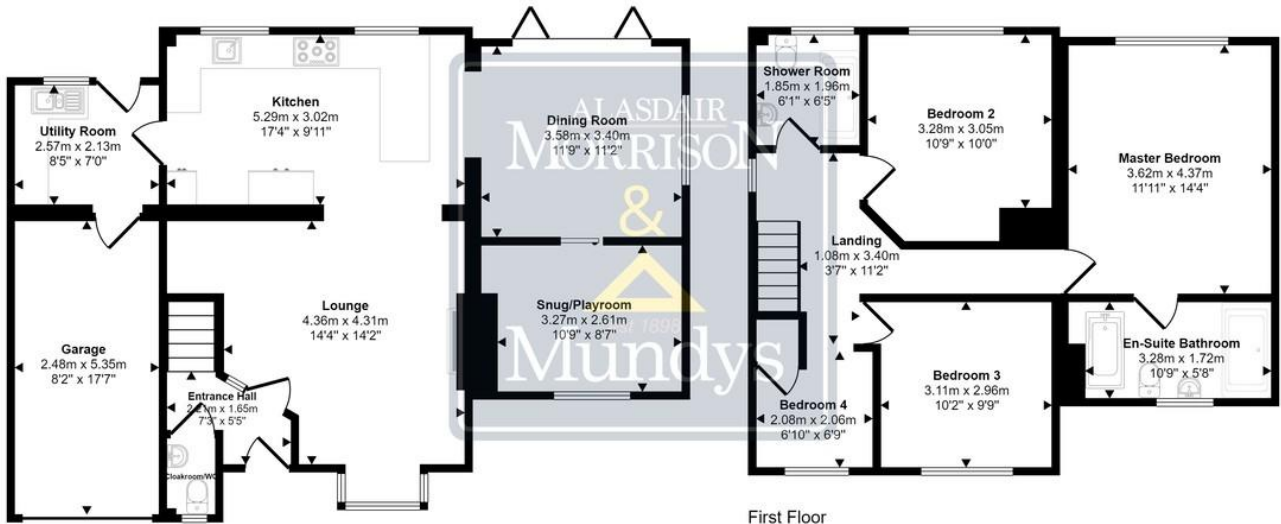 Kitchen
5.29m x 3.02m
17'4" x 9'11"
Utility Room
2.57m x 2.13m
8'5" x 7'0"
Dining Room
3.58m x 3.40m
11'9" x 11'2"
Lounge
4.36m x 4.31m
14'4" x 14'2"
Snug/Playroom
3.27m x 2.61m
10'9" x 8'7"
Garage
2.48m x 5.35m
8'2" x 17'7"
Entrance Hall
2.21m x 1.65m
7'3" x 5'5"
Cloakroom/WC
Shower Room
1.85m x 1.96m
6'1" x 6'5"
Bedroom 2
3.28m x 3.05m
10'9" x 10'0"
Master Bedroom
3.62m x 4.37m
11'11" x 14'4"
Landing
1.08m x 3.40m
3'7" x 11'2"
Bedroom 3
3.11m x 2.96m
10'2" x 9'9"
Bedroom 4
2.08m x 2.06m
6'10" x 6'9"
En-Suite Bathroom
3.28m x 1.72m
10'9" x 5'8"
First Floor
ALASDAIR
MORRISON
&
1898
Mundys